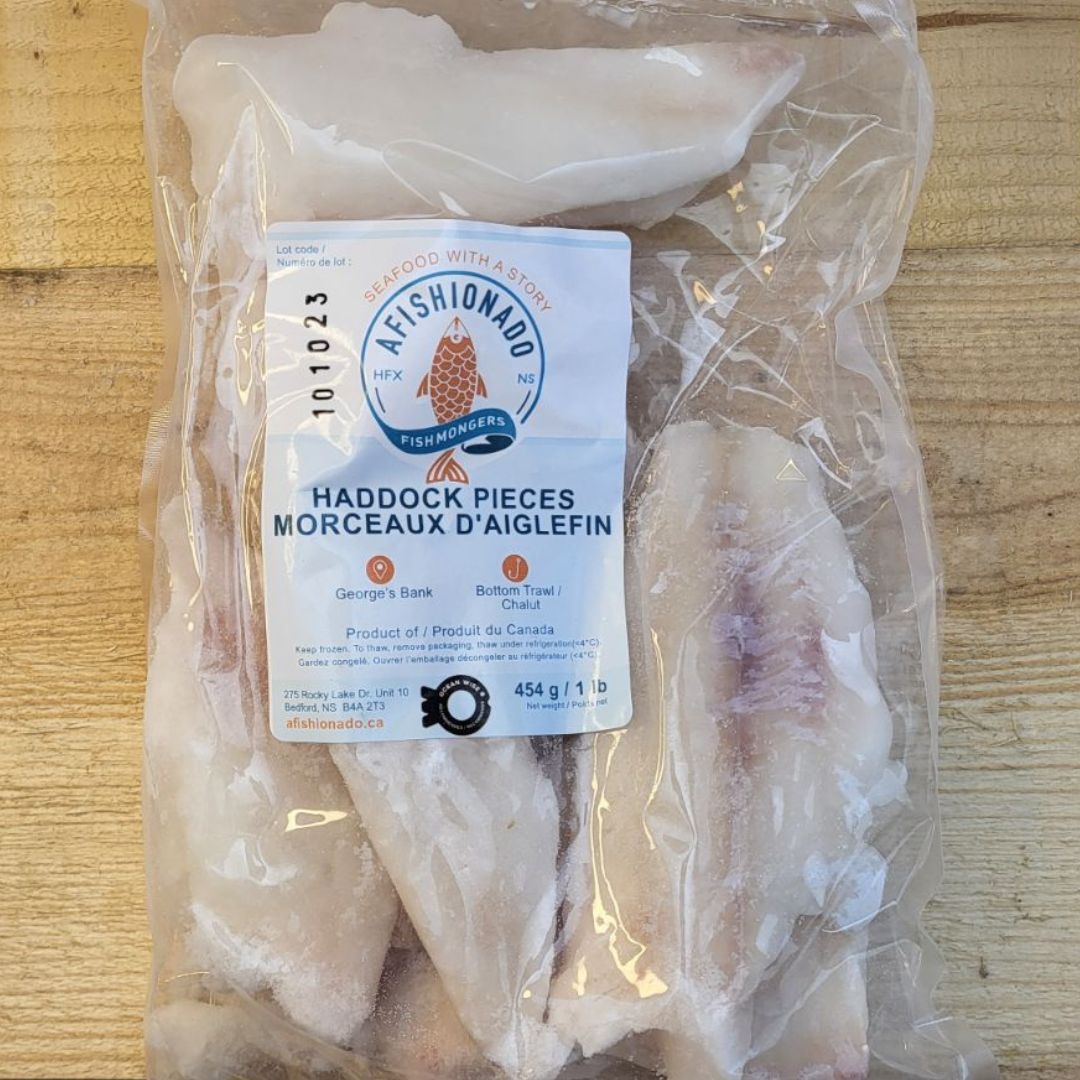 Lot code /
Numéro de lot :
101023
SEAFOOD WITH A STORY
AFISHIONADO
HFX NS
FISHMONGERS
HADDOCK PIECES
MORCEAUX D'AIGLEFIN
George's Bank
Bottom Trawl /
Chalut
Product of / Produit du Canada
Keep frozen. To thaw, remove packaging, thaw under refrigeration(<4°C).
Gardez congelé. Ouvrer l'emballage décongeler au réfrigérateur (<4°C).
275 Rocky Lake Dr. Unit 10
Bedford, NS B4A 2T3
afishionado.ca
OCEAN WISE
454 g / 1 lb
Net weight / Poids net